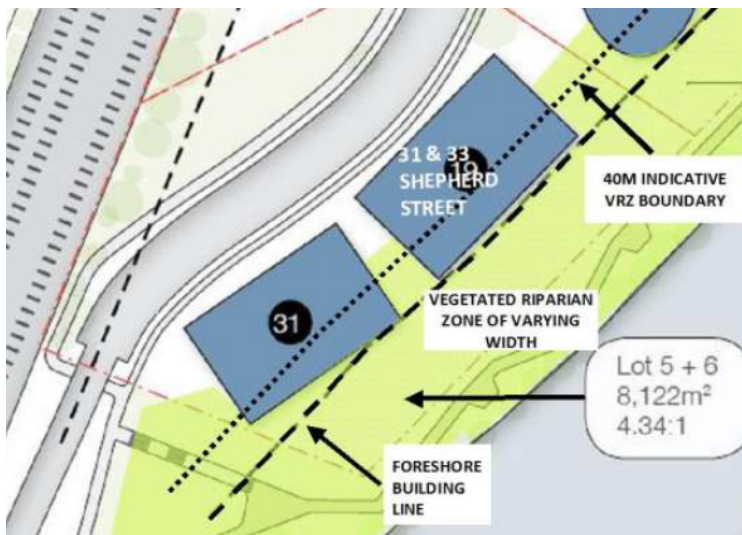 31 & 33
SHEPHERD
STREET
19
40M INDICATIVE
VRZ BOUNDARY
31
VEGETATED RIPARIAN
ZONE OF VARYING
WIDTH
Lot 5 + 6
8,122m²
4.34:1
FORESHORE
BUILDING
LINE